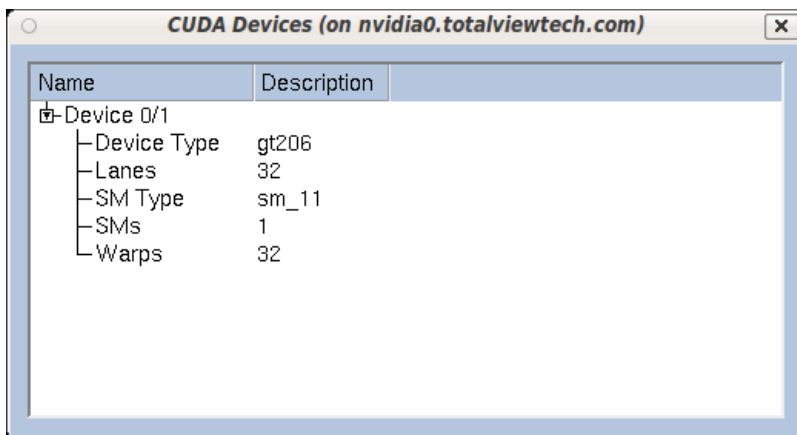 CUDA Devices (on nvidia0.totalviewtech.com)
Name Description
Device 0/1
Device Type gt206
Lanes 32
SM Type sm_11
SMs 1
Warps 32